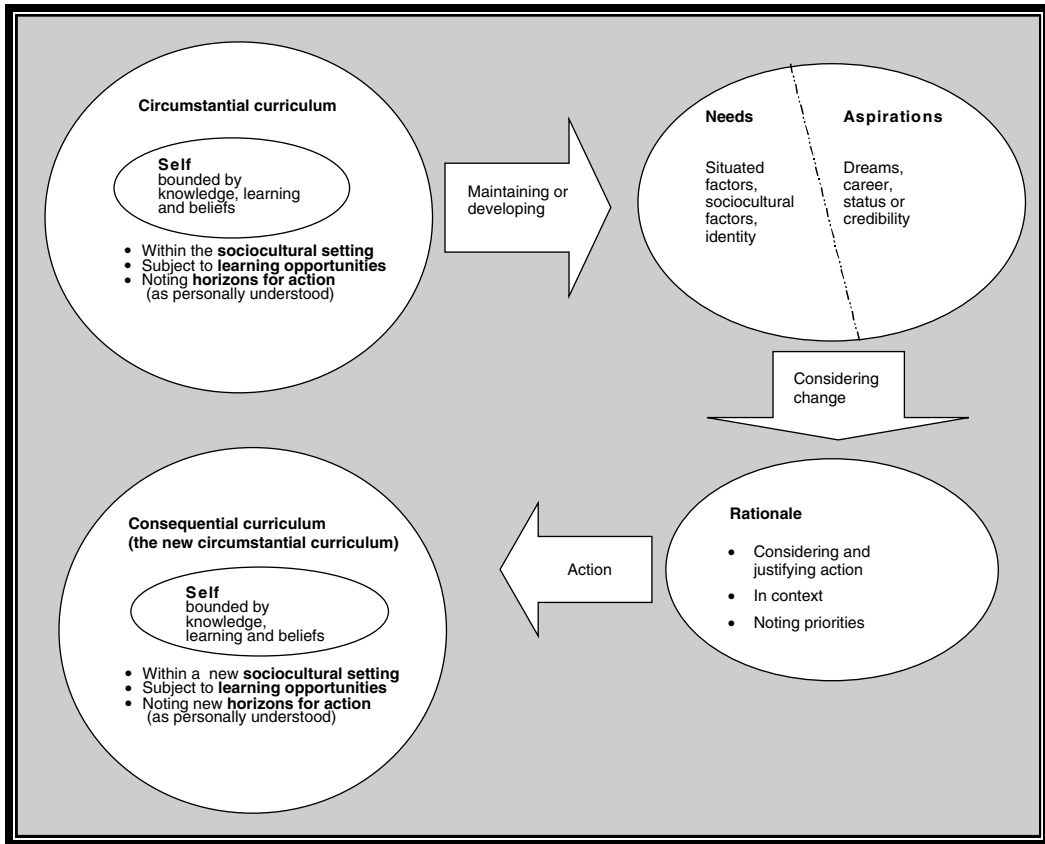 Circumstantial curriculum
Self
bounded by
knowledge, learning
and beliefs
• Within the sociocultural setting
• Subject to learning opportunities
• Noting horizons for action
(as personally understood)
Maintaining or
developing
Needs
Situated
factors,
sociocultural
factors,
identity
Aspirations
Dreams,
career,
status or
credibility
Considering
change
Rationale
• Considering and
justifying action
• In context
• Noting priorities
Action
Consequential curriculum
(the new circumstantial curriculum)
Self
bounded by
knowledge,
learning and beliefs
• Within a new sociocultural setting
• Subject to learning opportunities
• Noting new horizons for action
(as personally understood)